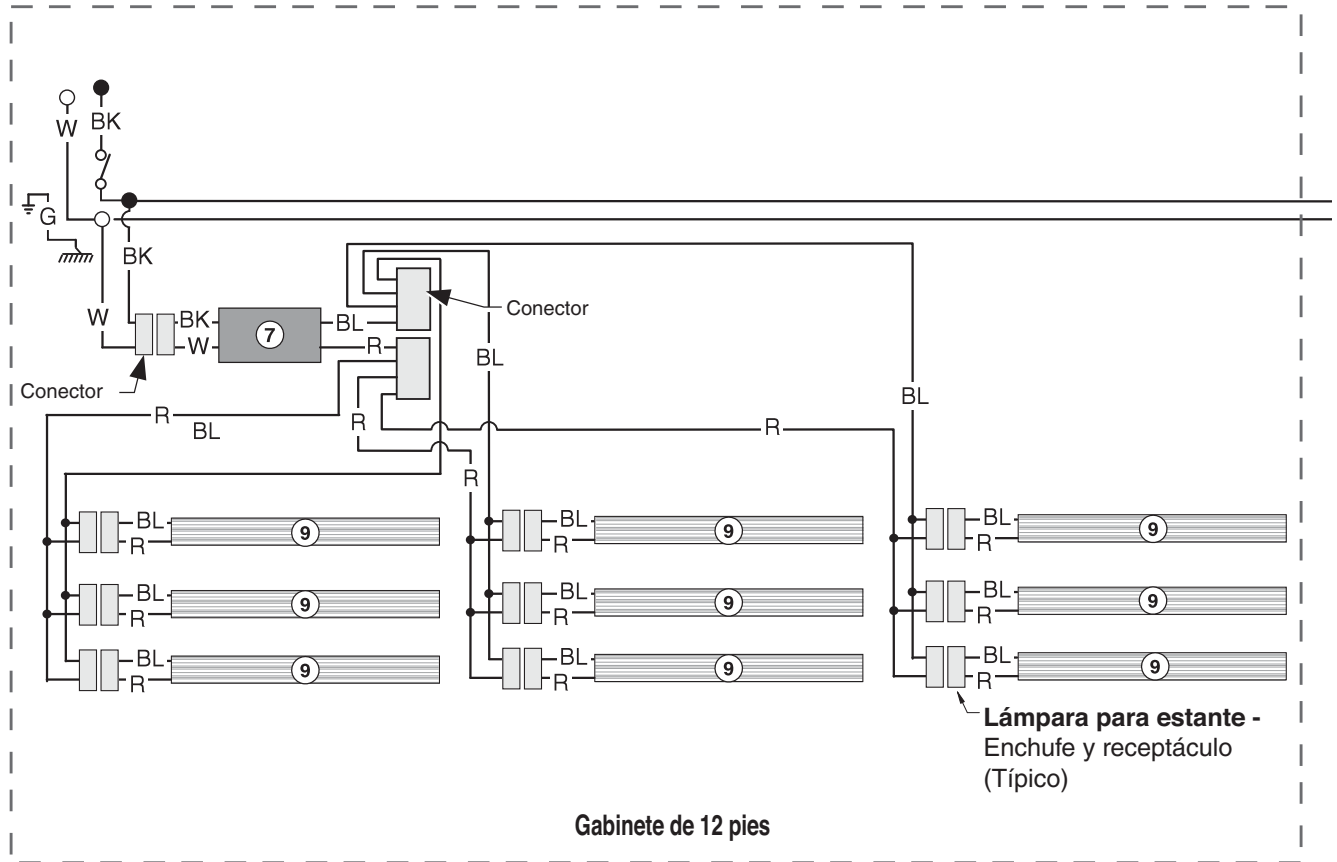 W
BK
G
BK
W
BK
W
7
BL
R
Conector
Conector
BL
BL
R
BL
R
R
R
BL
R
9
BL
R
9
BL
R
9
BL
R
9
BL
R
9
BL
R
9
BL
R
9
BL
R
9
BL
R
9
Lámpara para estante -
Enchufe y receptáculo
(Típico)
Gabinete de 12 pies